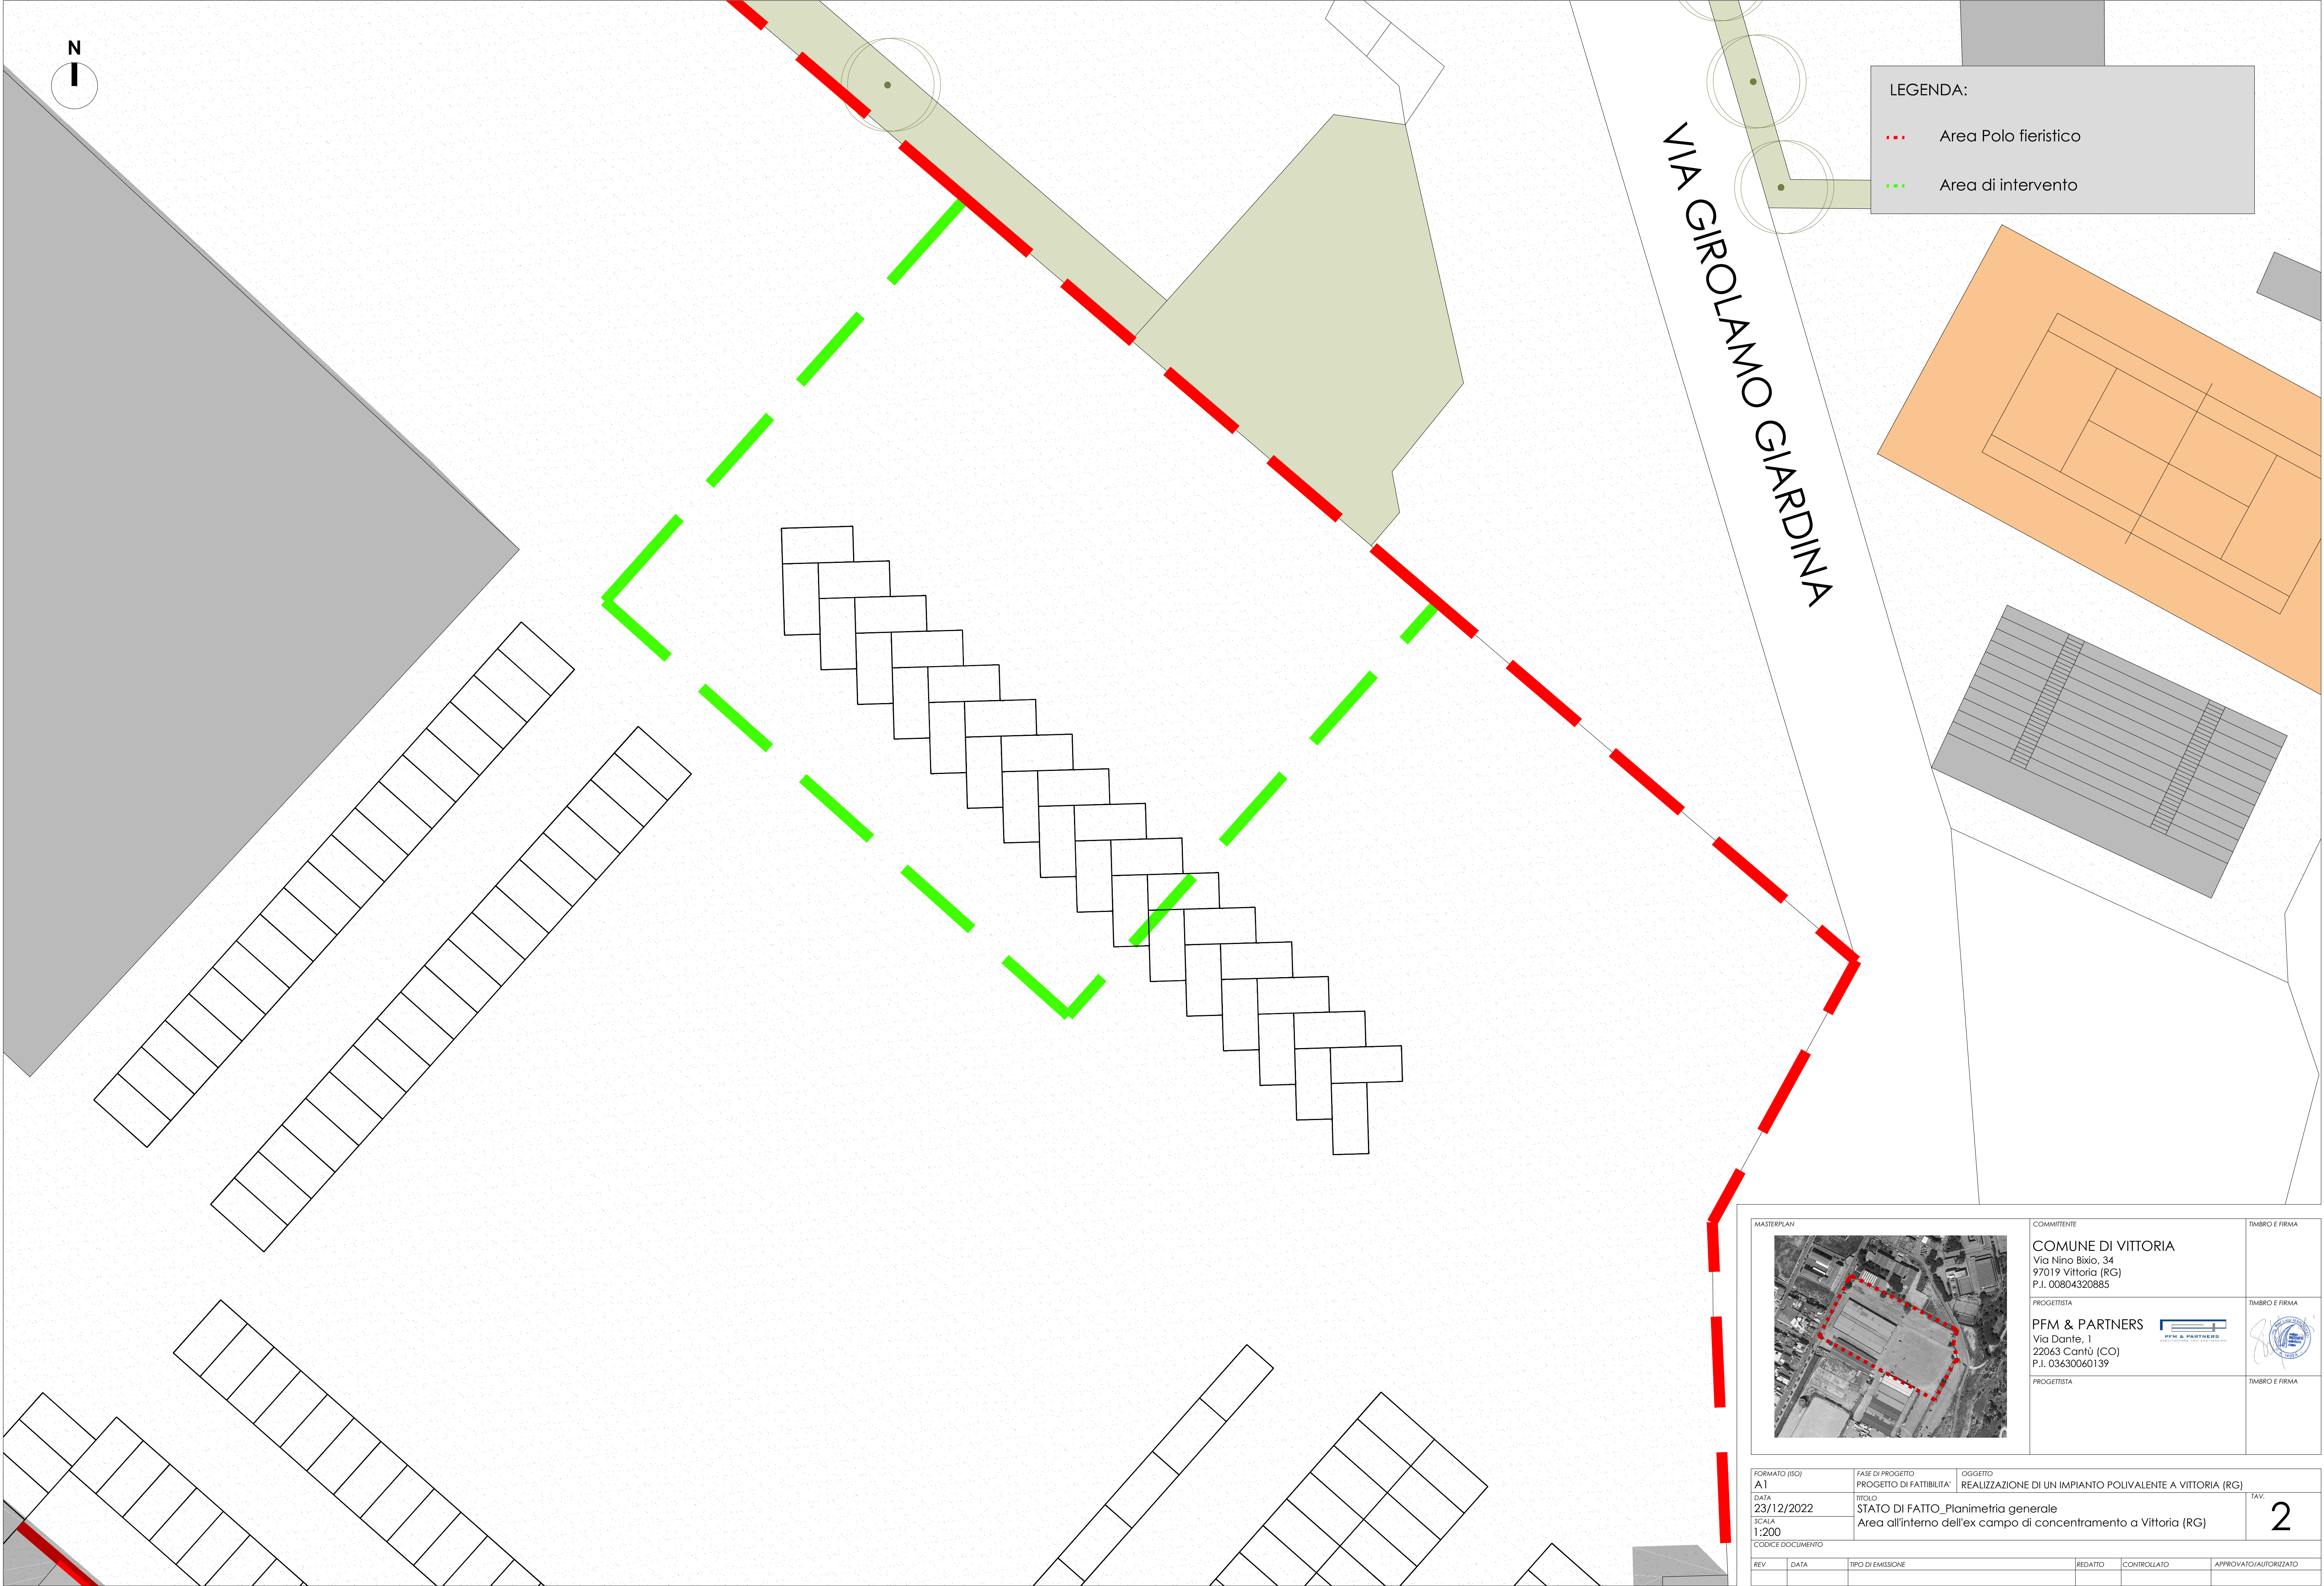 N
LEGENDA:
Area Polo fieristico
Area di intervento
VIA GIROLAMO GIARDINA
MASTERPLAN
COMMITTENTE
TIMBRO E FIRMA
COMUNE DI VITTORIA
Via Nino Bixio, 34
97019 Vittoria (RG)
P.I. 00804320885
PROGETTISTA
TIMBRO E FIRMA
PFM & PARTNERS
Via Dante, 1
22063 Cantù (CO)
P.I. 03630060139
PFM & PARTNERS
PROGETTISTA
TIMBRO E FIRMA
FORMATO (ISO)
A1
FASE DI PROGETTO
PROGETTO DI FATTIBILITA'
OGGETTO
REALIZZAZIONE DI UN IMPIANTO POLIVALENTE A VITTORIA (RG)
DATA
23/12/2022
TITOLO
STATO DI FATTO_Planimetria generale
Area all'interno dell'ex campo di concentramento a Vittoria (RG)
TAV.
2
SCALA
1:200
CODICE DOCUMENTO
REV
DATA
TIPO DI EMISSIONE
REDATTO
CONTROLLATO
APPROVATO/AUTORIZZATO